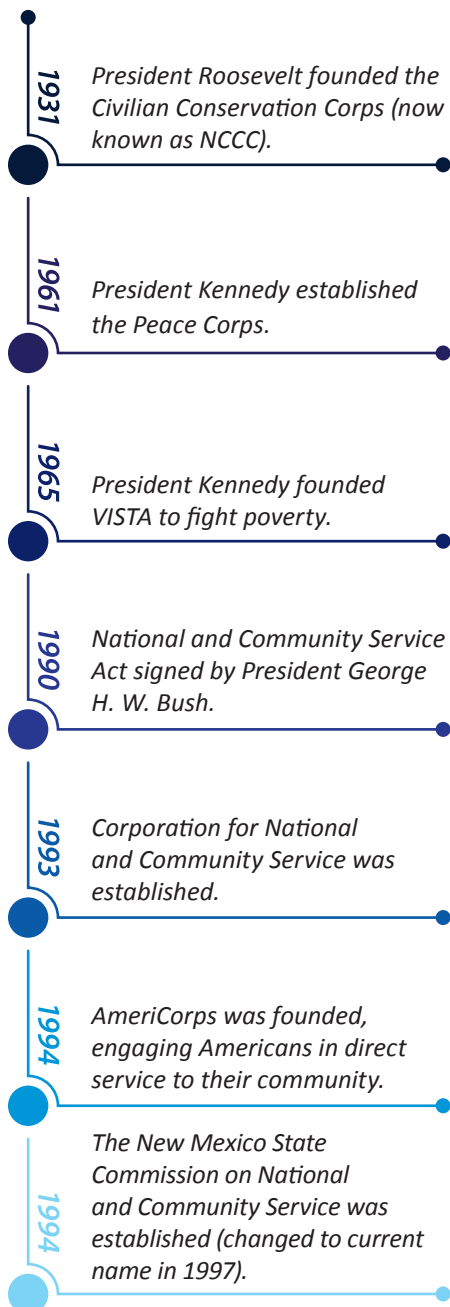 1931
President Roosevelt founded the
Civilian Conservation Corps (now
known as NCCC).
1961
President Kennedy established
the Peace Corps.
1965
President Kennedy founded
VISTA to fight poverty.
1990
National and Community Service
Act signed by President George
H. W. Bush.
1993
Corporation for National
and Community Service was
established.
1994
AmeriCorps was founded,
engaging Americans in direct
service to their community.
1994
The New Mexico State
Commission on National
and Community Service was
established (changed to current
name in 1997).